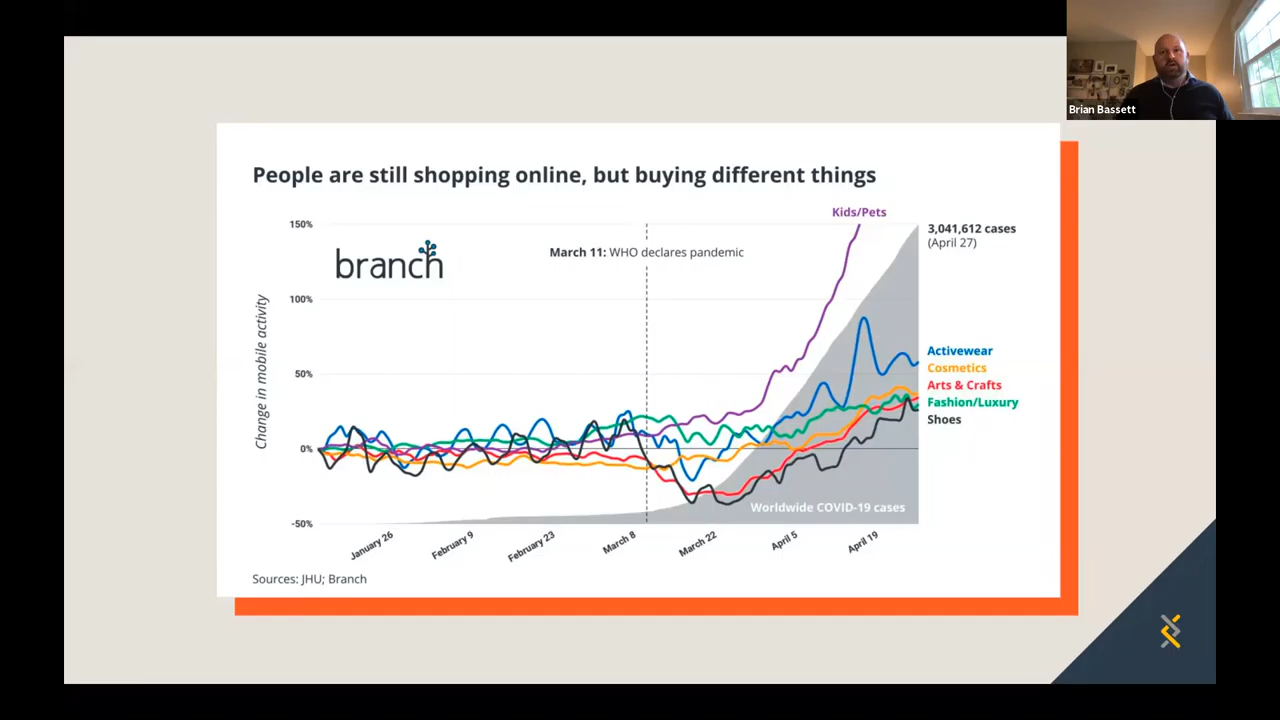 Brian Bassett
People are still shopping online, but buying different things
Kids/Pets
150%
3,041,612 cases
(April 27)
branch
March 11: WHO declares pandemic
100%
Change in mobile activity
50%
Activewear
Cosmetics
Arts & Crafts
Fashion/Luxury
Shoes
0%
Worldwide COVID-19 cases
-50%
January 26
February 9
February 23
March 8
March 22
April 5
April 19
Sources: JHU; Branch